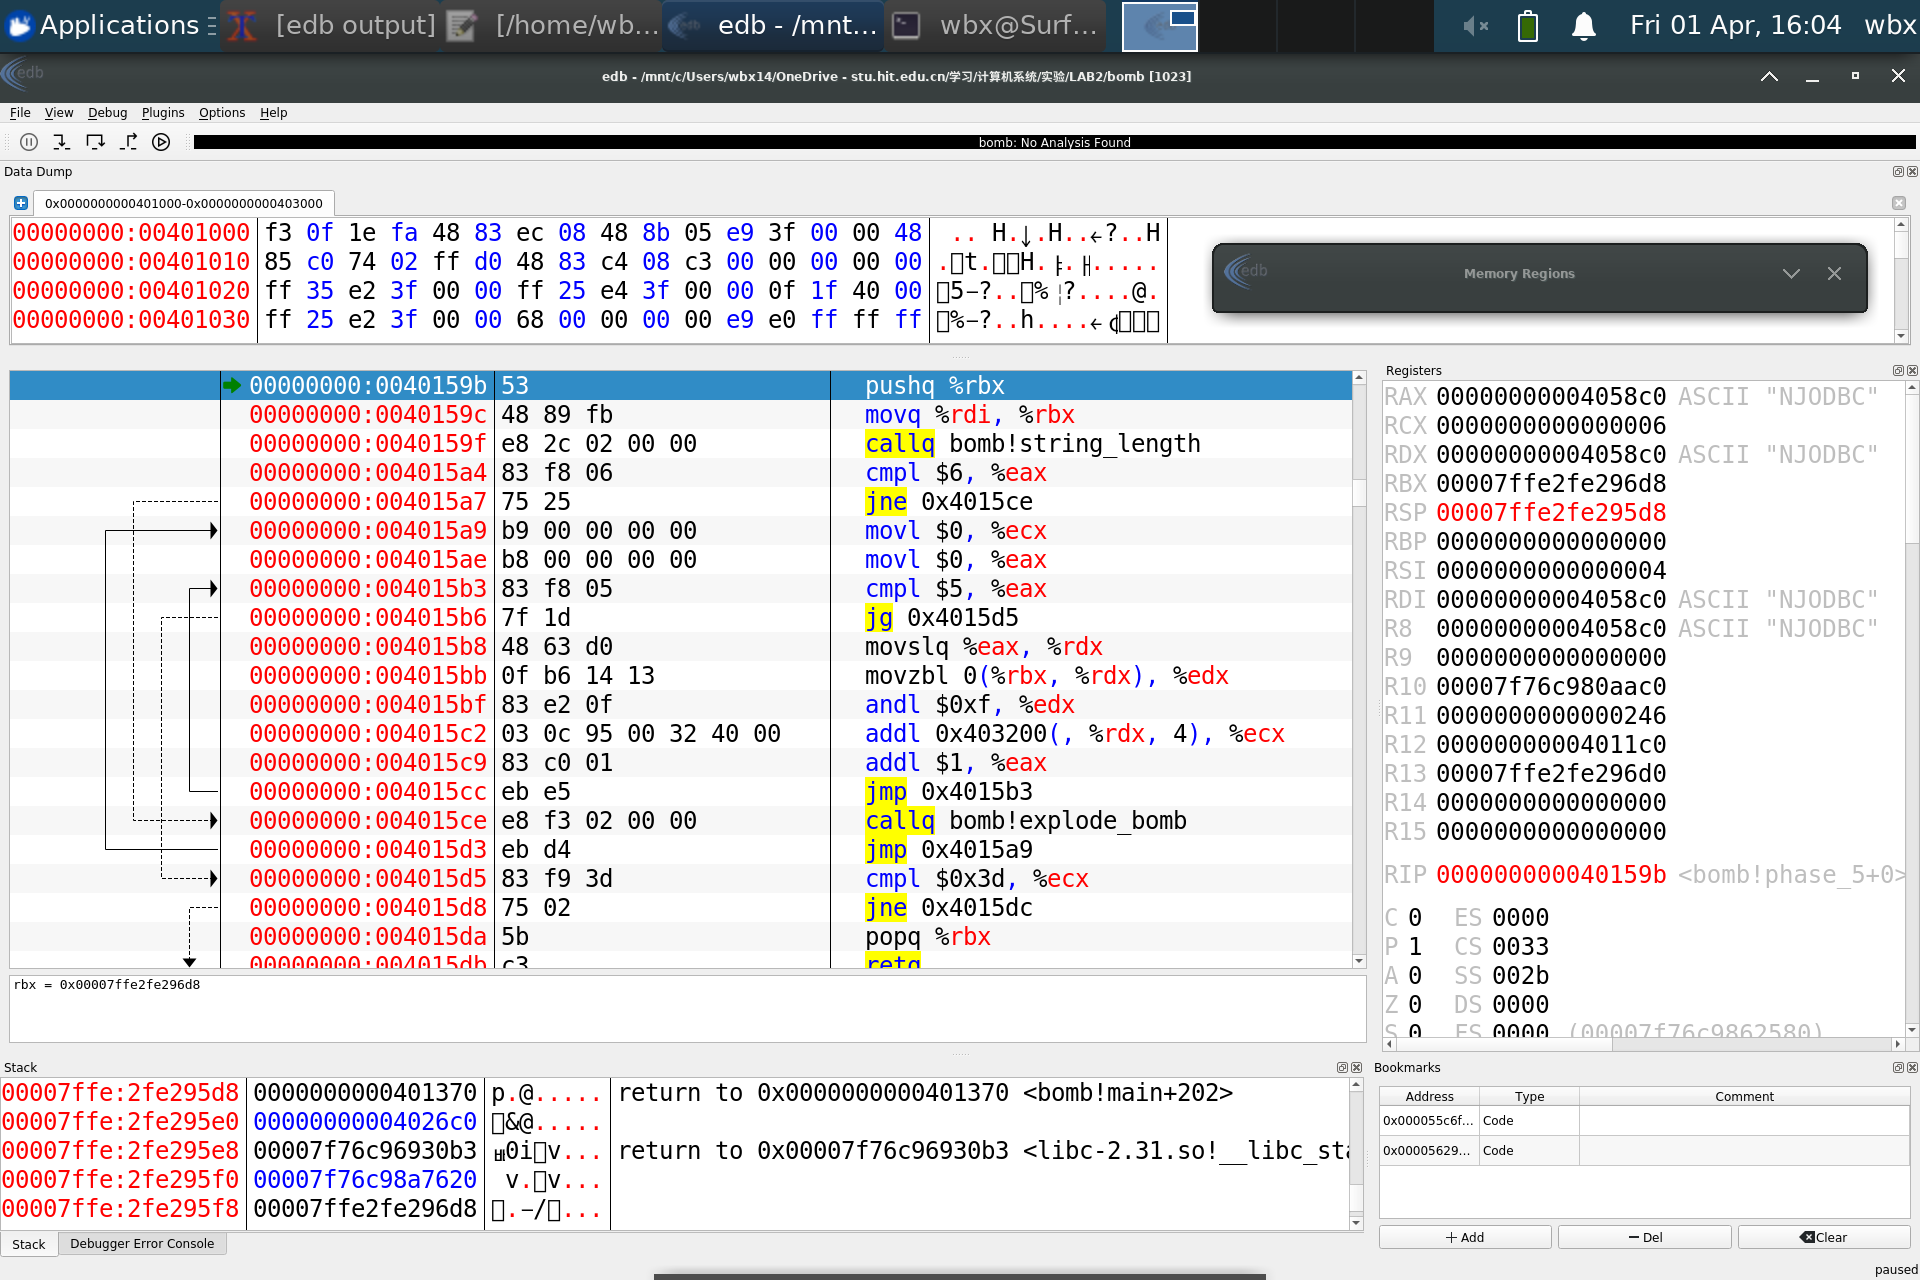 Applications
[edb output]
[/home/wb...
edb - /mnt...
wbx@Surf...
Fri 01 Apr, 16:04
wbx
edb
edb - /mnt/c/Users/wbx14/OneDrive - stu.hit.edu.cn/学习/计算机系统/实验/LAB2/bomb [1023]
File View Debug Plugins Options Help
bomb: No Analysis Found
Data Dump
0x0000000000401000-0x0000000000403000
00000000:00401000 f3 0f 1e fa 48 83 ec 08 48 8b 05 e9 3f 00 00 48
00000000:00401010 85 c0 74 02 ff d0 48 83 c4 08 c3 00 00 00 00 00
00000000:00401020 ff 35 e2 3f 00 00 ff 25 e4 3f 00 00 0f 1f 40 00
00000000:00401030 ff 25 e2 3f 00 00 68 00 00 00 00 e9 e0 ff ff ff
edb
Memory Regions
00000000:0040159b 53 pushq %rbx
00000000:0040159c 48 89 fb movq %rdi, %rbx
00000000:0040159f e8 2c 02 00 00 callq bomb!string_length
00000000:004015a4 83 f8 06 cmpl $6, %eax
00000000:004015a7 75 25 jne 0x4015ce
00000000:004015a9 b9 00 00 00 00 movl $0, %ecx
00000000:004015ae b8 00 00 00 00 movl $0, %eax
00000000:004015b3 83 f8 05 cmpl $5, %eax
00000000:004015b6 7f 1d jg 0x4015d5
00000000:004015b8 48 63 d0 movslq %eax, %rdx
00000000:004015bb 0f b6 14 13 movzbl 0(%rbx, %rdx), %edx
00000000:004015bf 83 e2 0f andl $0xf, %edx
00000000:004015c2 03 0c 95 00 32 40 00 addl 0x403200(, %rdx, 4), %ecx
00000000:004015c9 83 c0 01 addl $1, %eax
00000000:004015cc eb e5 jmp 0x4015b3
00000000:004015ce e8 f3 02 00 00 callq bomb!explode_bomb
00000000:004015d3 eb d4 jmp 0x4015a9
00000000:004015d5 83 f9 3d cmpl $0x3d, %ecx
00000000:004015d8 75 02 jne 0x4015dc
00000000:004015da 5b popq %rbx
00000000:004015db c3 retq
rbx = 0x00007ffe2fe296d8
Registers
RAX 00000000004058c0 ASCII "NJODBC"
RCX 0000000000000006
RDX 00000000004058c0 ASCII "NJODBC"
RBX 00007ffe2fe296d8
RSP 00007ffe2fe295d8
RBP 0000000000000000
RSI 0000000000000004
RDI 00000000004058c0 ASCII "NJODBC"
R8 00000000004058c0 ASCII "NJODBC"
R9 0000000000000000
R10 00007f76c980aac0
R11 0000000000000246
R12 00000000004011c0
R13 00007ffe2fe296d0
R14 0000000000000000
R15 0000000000000000
RIP 000000000040159b <bomb!phase_5+0>
C 0 ES 0000
P 1 CS 0033
A 0 SS 002b
Z 0 DS 0000
S 0 FS 0000 (00007f76c9862580)
Stack
00007ffe:2fe295d8 0000000000401370 p.@..... return to 0x0000000000401370 <bomb!main+202>
00007ffe:2fe295e0 00000000004026c0
00007ffe:2fe295e8 00007f76c96930b3 return to 0x00007f76c96930b3 <libc-2.31.so!__libc_sta
00007ffe:2fe295f0 00007f76c98a7620
00007ffe:2fe295f8 00007ffe2fe296d8
Stack
Debugger Error Console
Bookmarks
Address Type Comment
0x000055c6f... Code
0x00005629... Code
Add
Del
Clear
paused